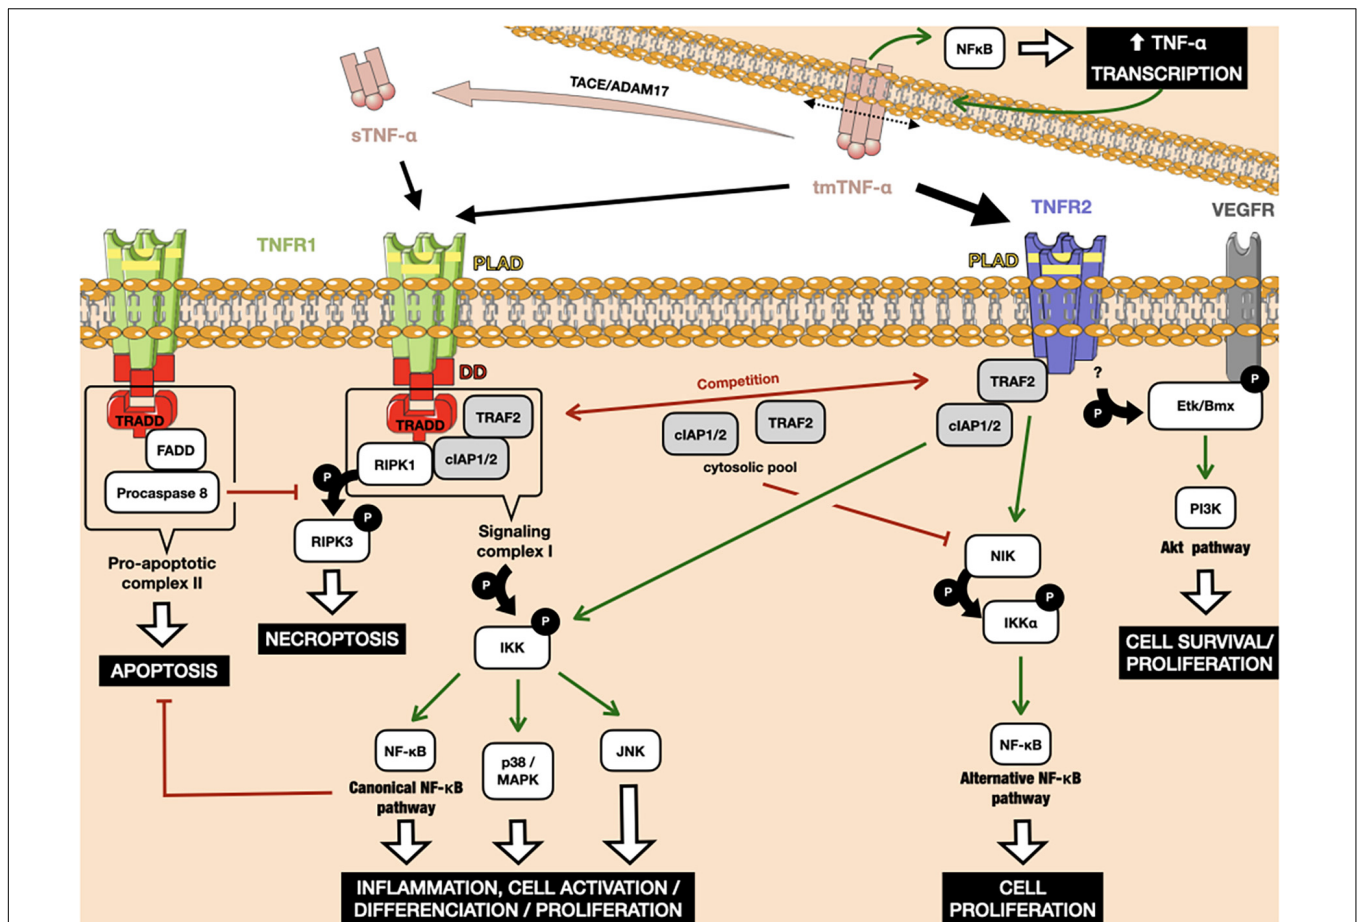 NFκB
⬆ TNF-α
TRANSCRIPTION
TACE/ADAM17
sTNF-α
tmTNF-α
TNFR2
VEGFR
TNFR1
PLAD
PLAD
DD
TRADD
FADD
Procaspase 8
Pro-apoptotic
complex II
APOPTOSIS
TRADD
TRAF2
RIPK1
cIAP1/2
P
RIPK3
P
NECROPTOSIS
Signaling
complex I
P
IKK
P
Competition
cIAP1/2
TRAF2
cytosolic pool
TRAF2
cIAP1/2
?
P
Etk/Bmx
P
PI3K
Akt pathway
CELL SURVIVAL/
PROLIFERATION
NIK
P
IKKα
P
NF-κB
Canonical NF-κB
pathway
p38 /
MAPK
JNK
INFLAMMATION, CELL ACTIVATION /
DIFFERENCIATION / PROLIFERATION
NF-κB
Alternative NF-κB
pathway
CELL
PROLIFERATION